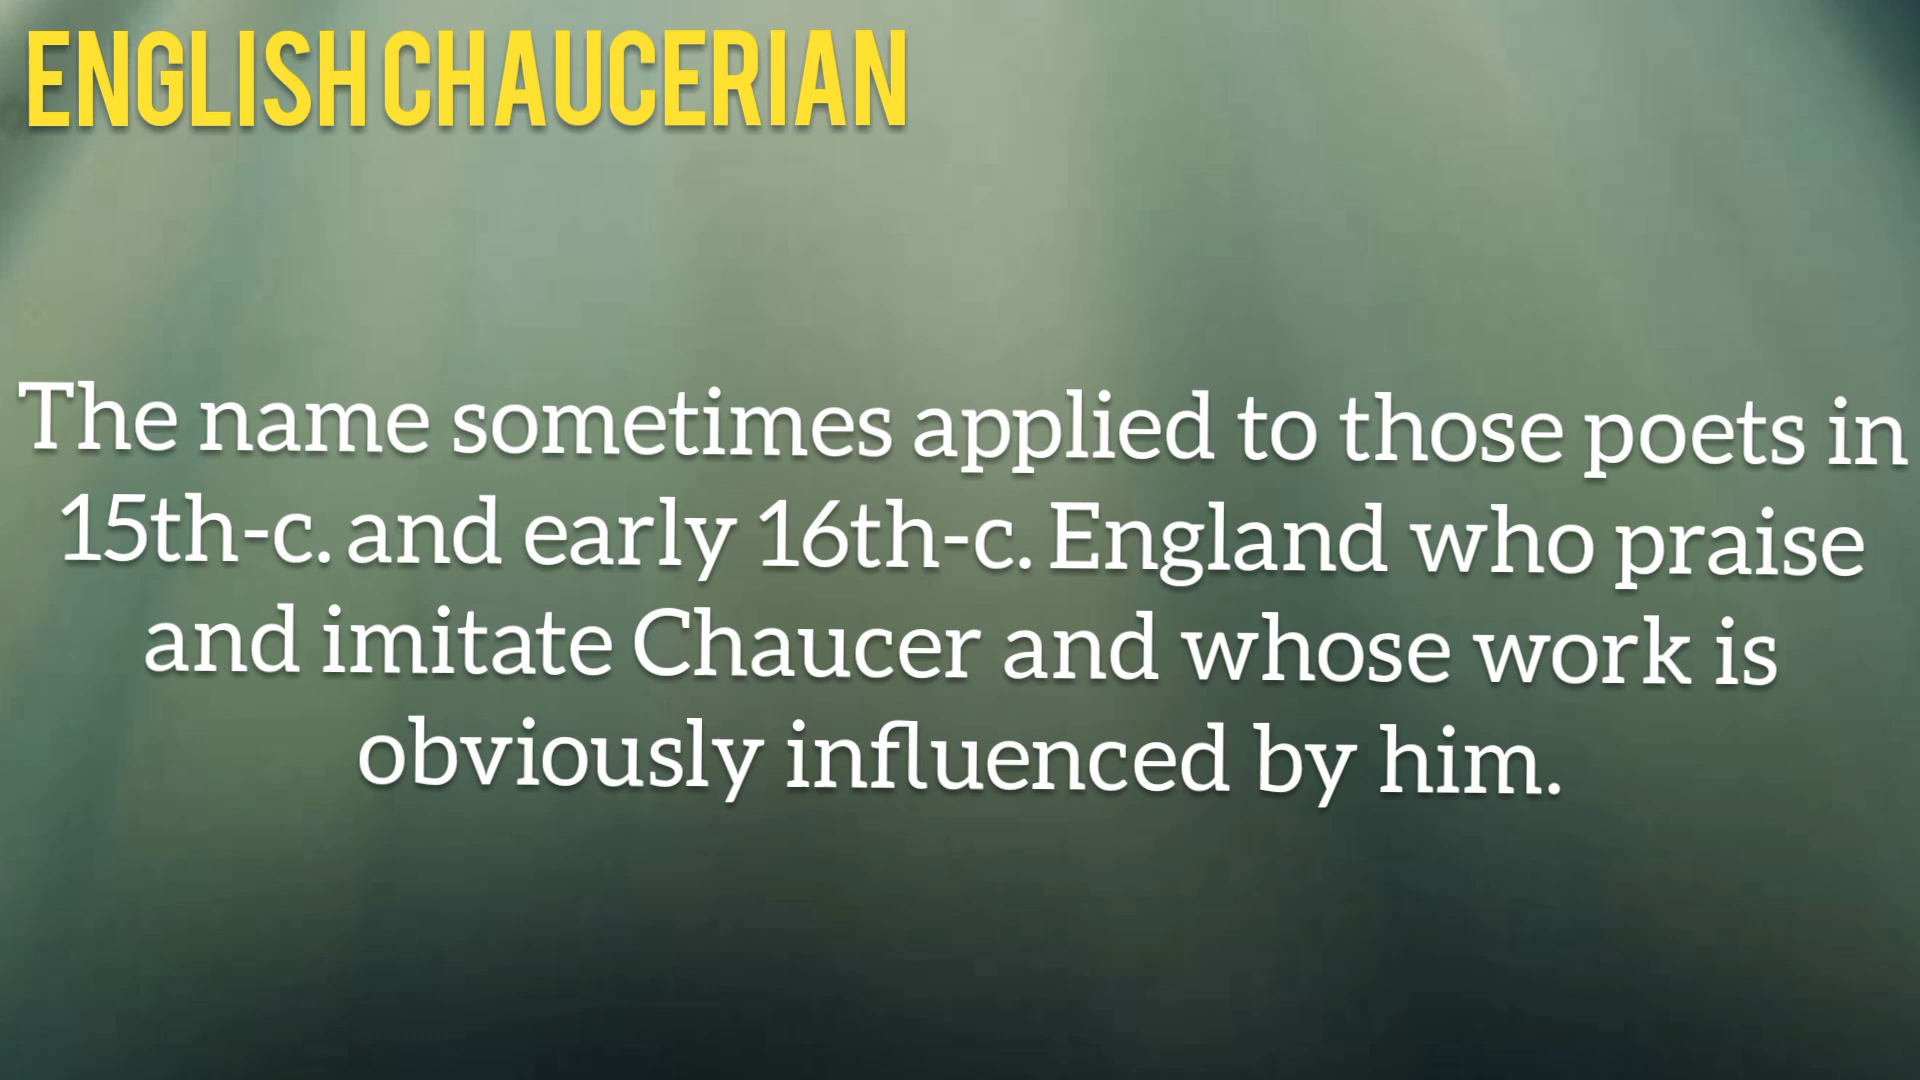 ENGLISH CHAUCERIAN
The name sometimes applied to those poets in
15th-c. and early 16th-c. England who praise
and imitate Chaucer and whose work is
obviously influenced by him.